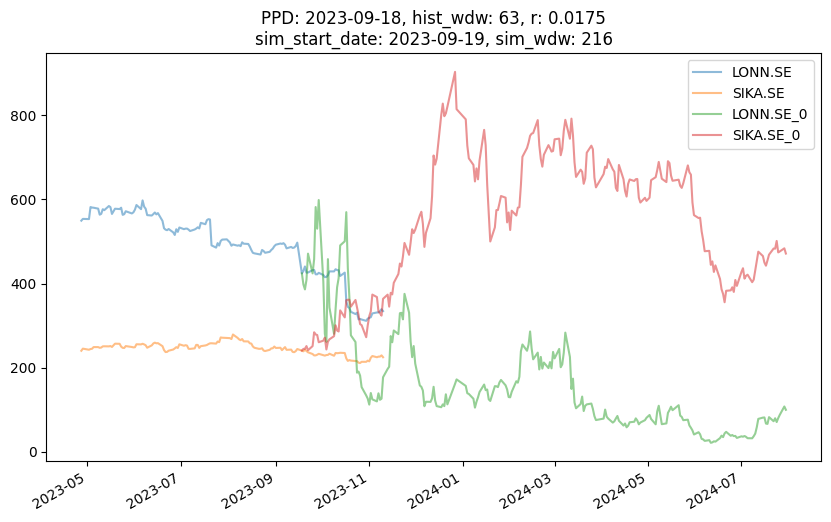 PPD: 2023-09-18, hist_wdw: 63, r: 0.0175
sim_start_date: 2023-09-19, sim_wdw: 216
LONN.SE
SIKA.SE
LONN.SE_0
SIKA.SE_0
800
600
400
200
0
2023-05
2023-07
2023-09
2023-11
2024-01
2024-03
2024-05
2024-07